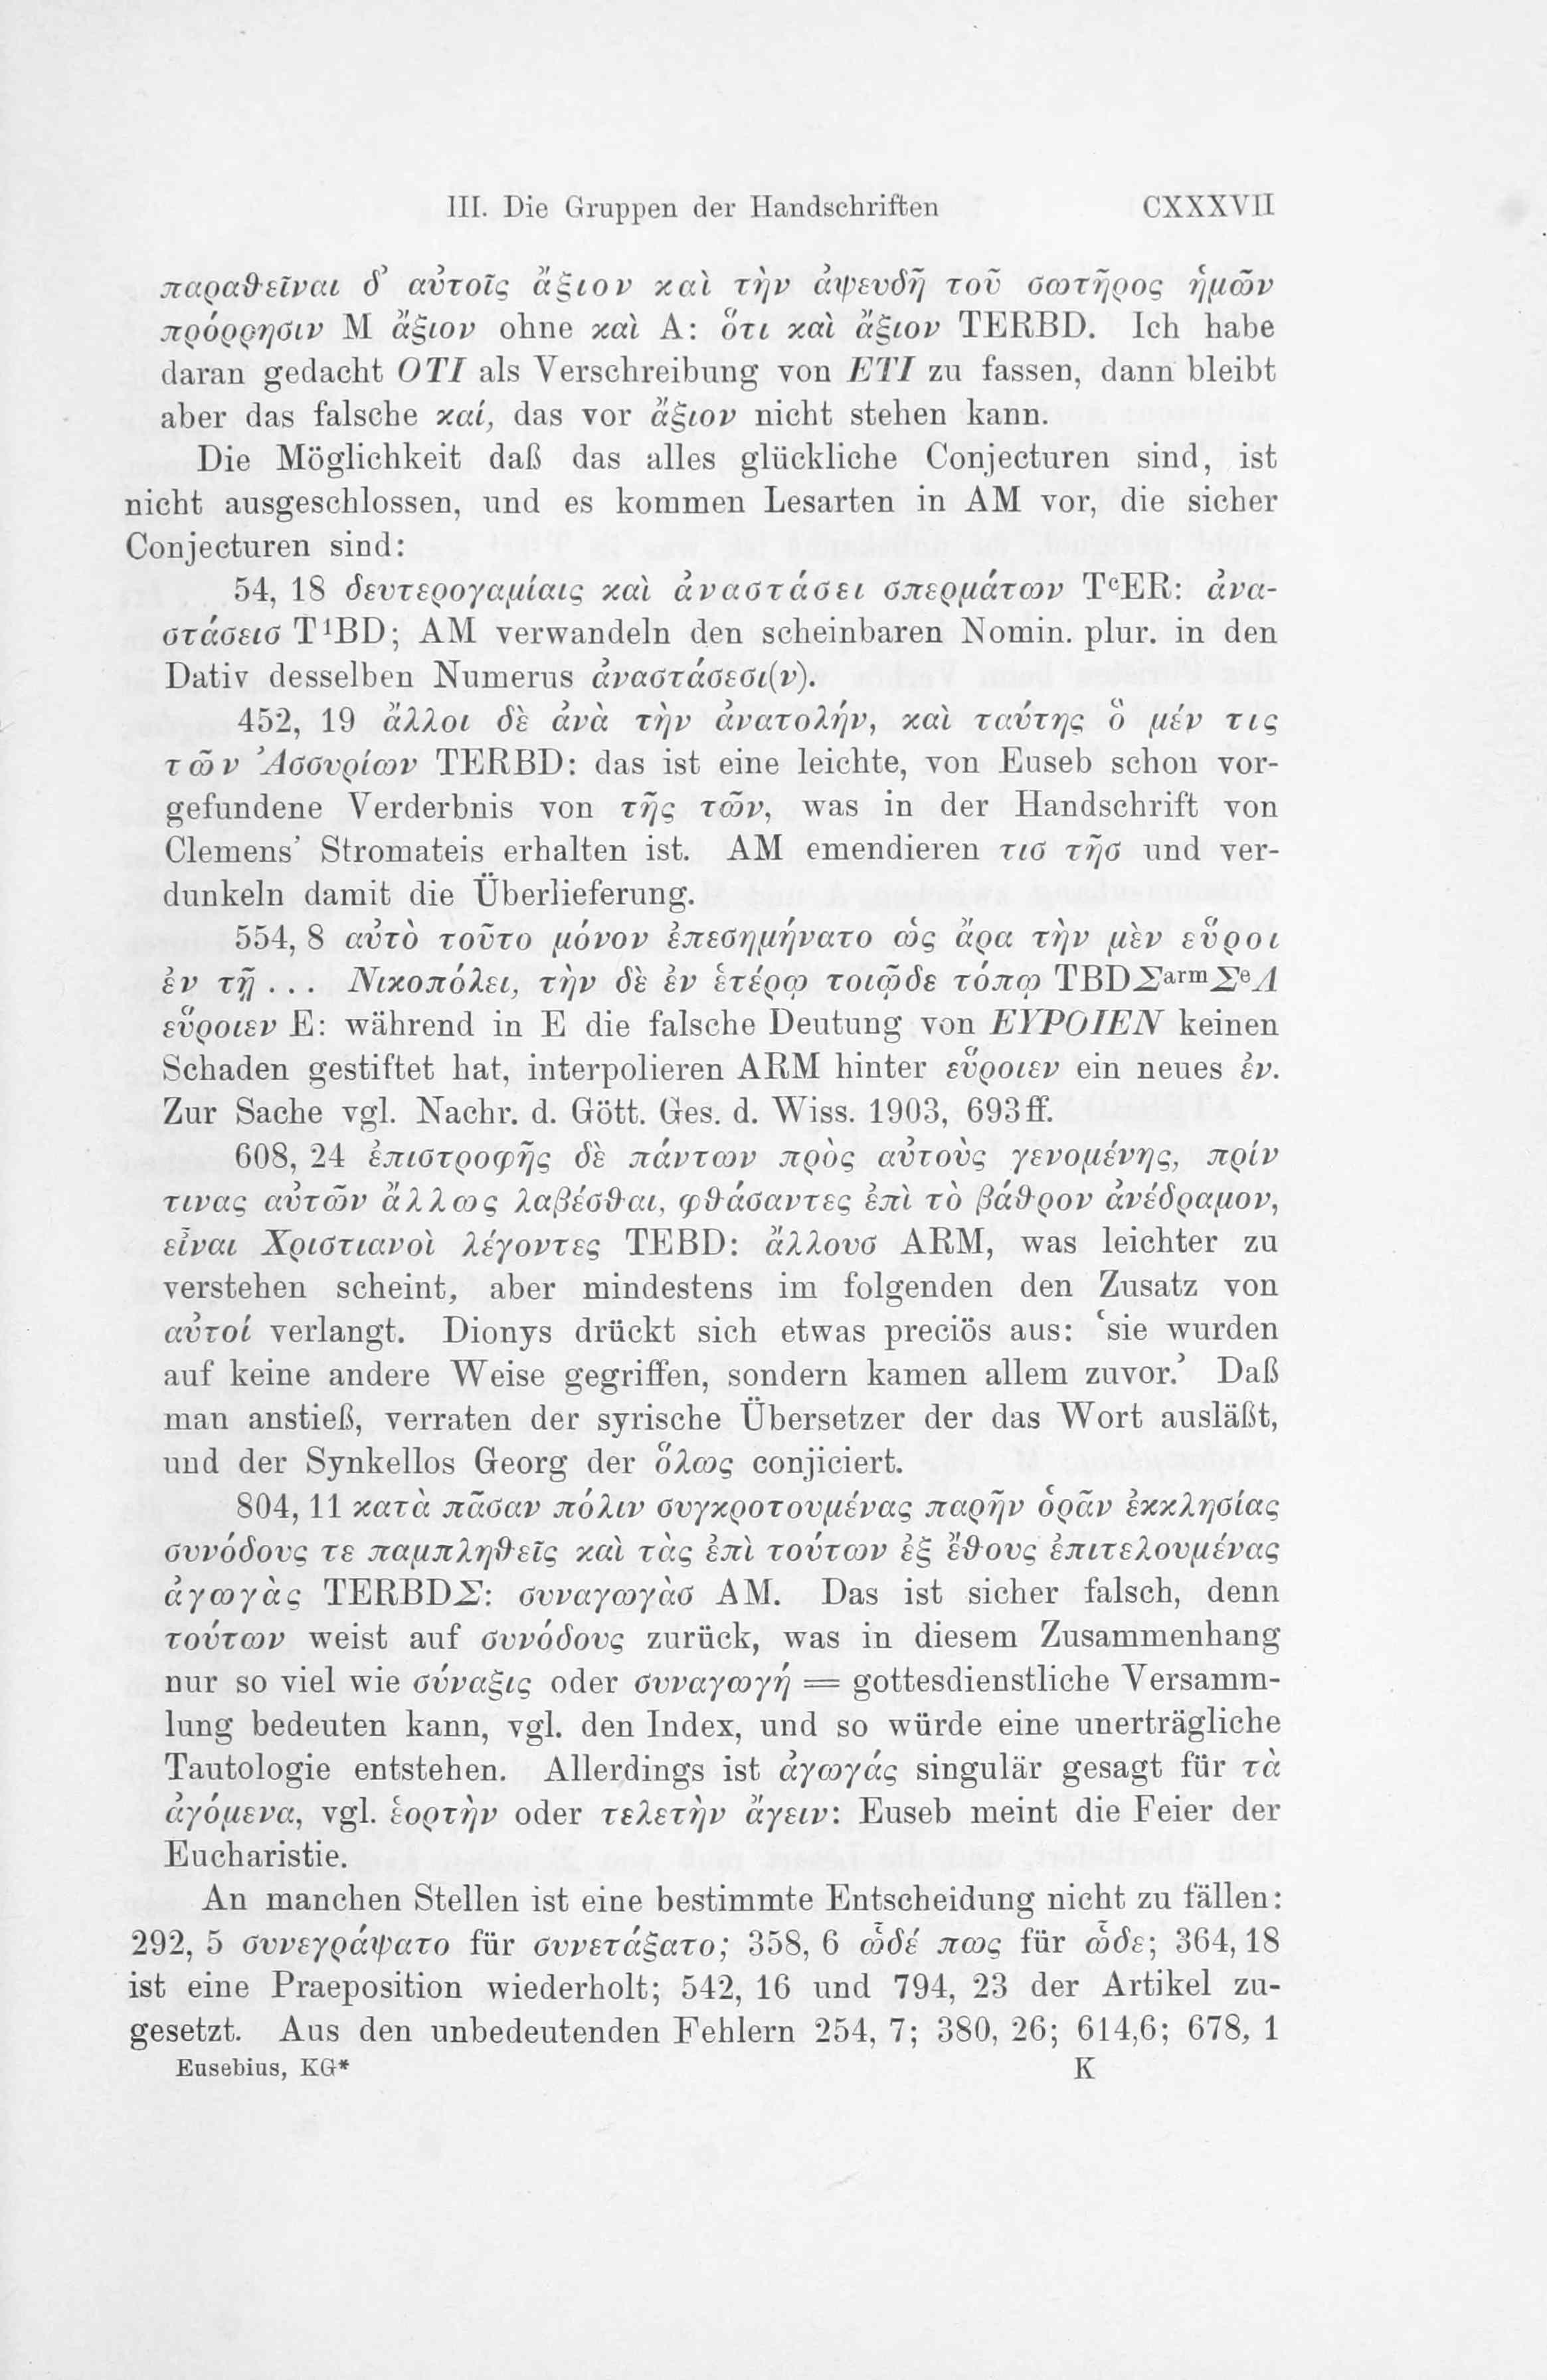 III. Die Gruppen der Handschriften CXXXVII
παραθεῖναι δ’ αὐτοῖς ἄξιον καὶ τὴν ἀψευδῆ τοῦ σωτῆρος ἡμῶν
πρόρρησιν M ἄξιον ohne καὶ A: ὅτι καὶ ἄξιον TERBD. Ich habe
daran gedacht ΟΤΙ als Verschreibung von ΕΤΙ zu fassen, dann bleibt
aber das falsche καί, das vor ἄξιον nicht stehen kann.
Die Möglichkeit daß das alles glückliche Conjecturen sind, ist
nicht ausgeschlossen, und es kommen Lesarten in AM vor, die sicher
Conjecturen sind:
54, 18 δευτερογαμίαις καὶ ἀναστάσει σπερμάτων TᶜER: ἀνα-
στάσεισ T¹BD; AM verwandeln den scheinbaren Nomin. plur. in den
Dativ desselben Numerus ἀναστάσεσι(ν).
452, 19 ἄλλοι δὲ ἀνὰ τὴν ἀνατολήν, καὶ ταύτης ὃ μέν τις
τῶν Ἀσσυρίων TERBD: das ist eine leichte, von Euseb schon vor-
gefundene Verderbnis von τῆς τῶν, was in der Handschrift von
Clemens’ Stromateis erhalten ist. AM emendieren τισ τῆσ und ver-
dunkeln damit die Überlieferung.
554, 8 αὐτὸ τοῦτο μόνον ἐπεσημήνατο ὡς ἄρα τὴν μὲν εὕροι
ἐν τῇ ... Νικοπόλει, τὴν δὲ ἐν ἑτέρῳ τοιῷδε τόπῳ TBDΣᵃʳᵐΣᵉΛ
εὕροιεν E: während in E die falsche Deutung von ΕΥΡΟΙΕΝ keinen
Schaden gestiftet hat, interpolieren ARM hinter εὕροιεν ein neues ἐν.
Zur Sache vgl. Nachr. d. Gött. Ges. d. Wiss. 1903, 693ff.
608, 24 ἐπιστροφῆς δὲ πάντων πρὸς αὐτοὺς γενομένης, πρίν
τινας αὐτῶν ἄλλως λαβέσθαι, φθάσαντες ἐπὶ τὸ βάθρον ἀνέδραμον,
εἶναι Χριστιανοὶ λέγοντες TEBD: ἄλλουσ ARM, was leichter zu
verstehen scheint, aber mindestens im folgenden den Zusatz von
αὐτοί verlangt. Dionys drückt sich etwas preciös aus: ‘sie wurden
auf keine andere Weise gegriffen, sondern kamen allem zuvor.’ Daß
man anstieß, verraten der syrische Übersetzer der das Wort ausläßt,
und der Synkellos Georg der ὅλως conjiciert.
804, 11 κατὰ πᾶσαν πόλιν συγκροτουμένας παρῆν ὁρᾶν ἐκκλησίας
συνόδους τε παμπληθεῖς καὶ τὰς ἐπὶ τούτων ἐξ ἔθους ἐπιτελουμένας
ἀγωγὰς TERBDΣ: συναγωγὰσ AM. Das ist sicher falsch, denn
τούτων weist auf συνόδους zurück, was in diesem Zusammenhang
nur so viel wie σύναξις oder συναγωγή = gottesdienstliche Versamm-
lung bedeuten kann, vgl. den Index, und so würde eine unerträgliche
Tautologie entstehen. Allerdings ist ἀγωγάς singulär gesagt für τὰ
ἀγόμενα, vgl. ἑορτὴν oder τελετὴν ἄγειν: Euseb meint die Feier der
Eucharistie.
An manchen Stellen ist eine bestimmte Entscheidung nicht zu fällen:
292, 5 συνεγράψατο für συνετάξατο; 358, 6 ὧδέ πως für ὧδε; 364, 18
ist eine Praeposition wiederholt; 542, 16 und 794, 23 der Artikel zu-
gesetzt. Aus den unbedeutenden Fehlern 254, 7; 380, 26; 614,6; 678, 1
Eusebius, KG* K